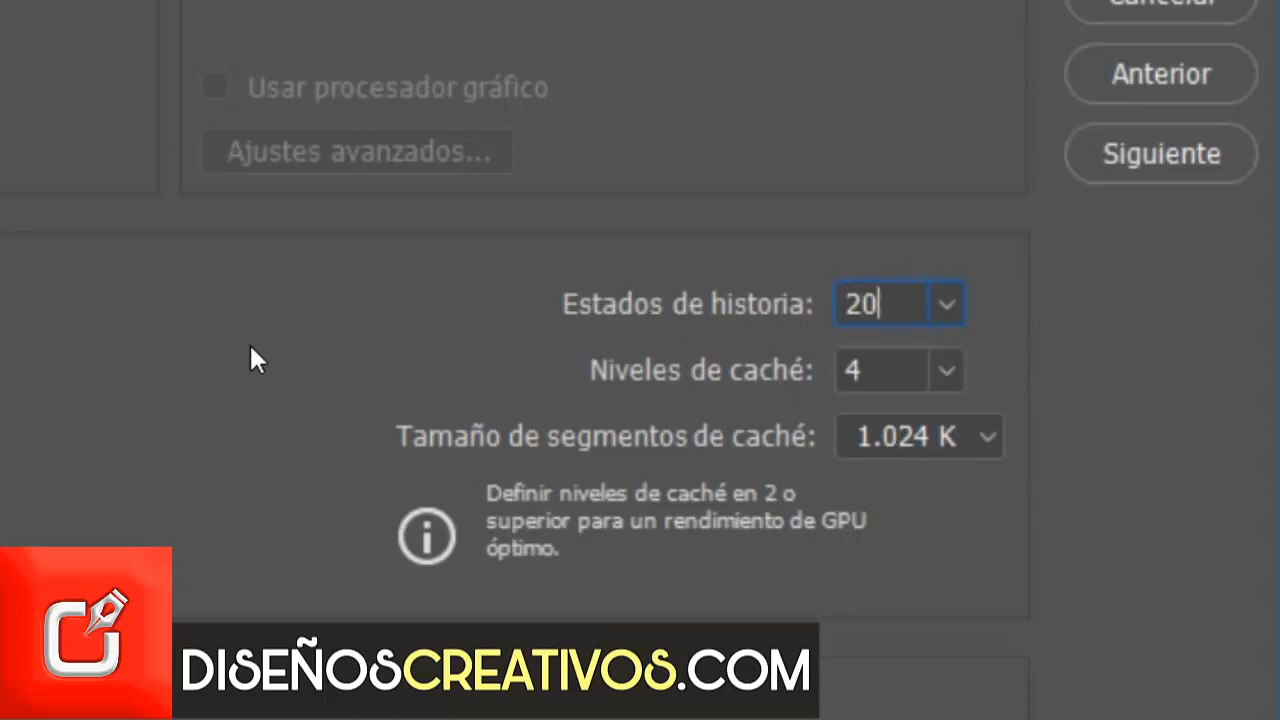 Cancelar
Usar procesador gráfico
Anterior
Ajustes avanzados...
Siguiente
Estados de historia: 20
Niveles de caché: 4
Tamaño de segmentos de caché: 1.024 K
Definir niveles de caché en 2 o
superior para un rendimiento de GPU
óptimo.
DISEÑOSCREATIVOS.COM